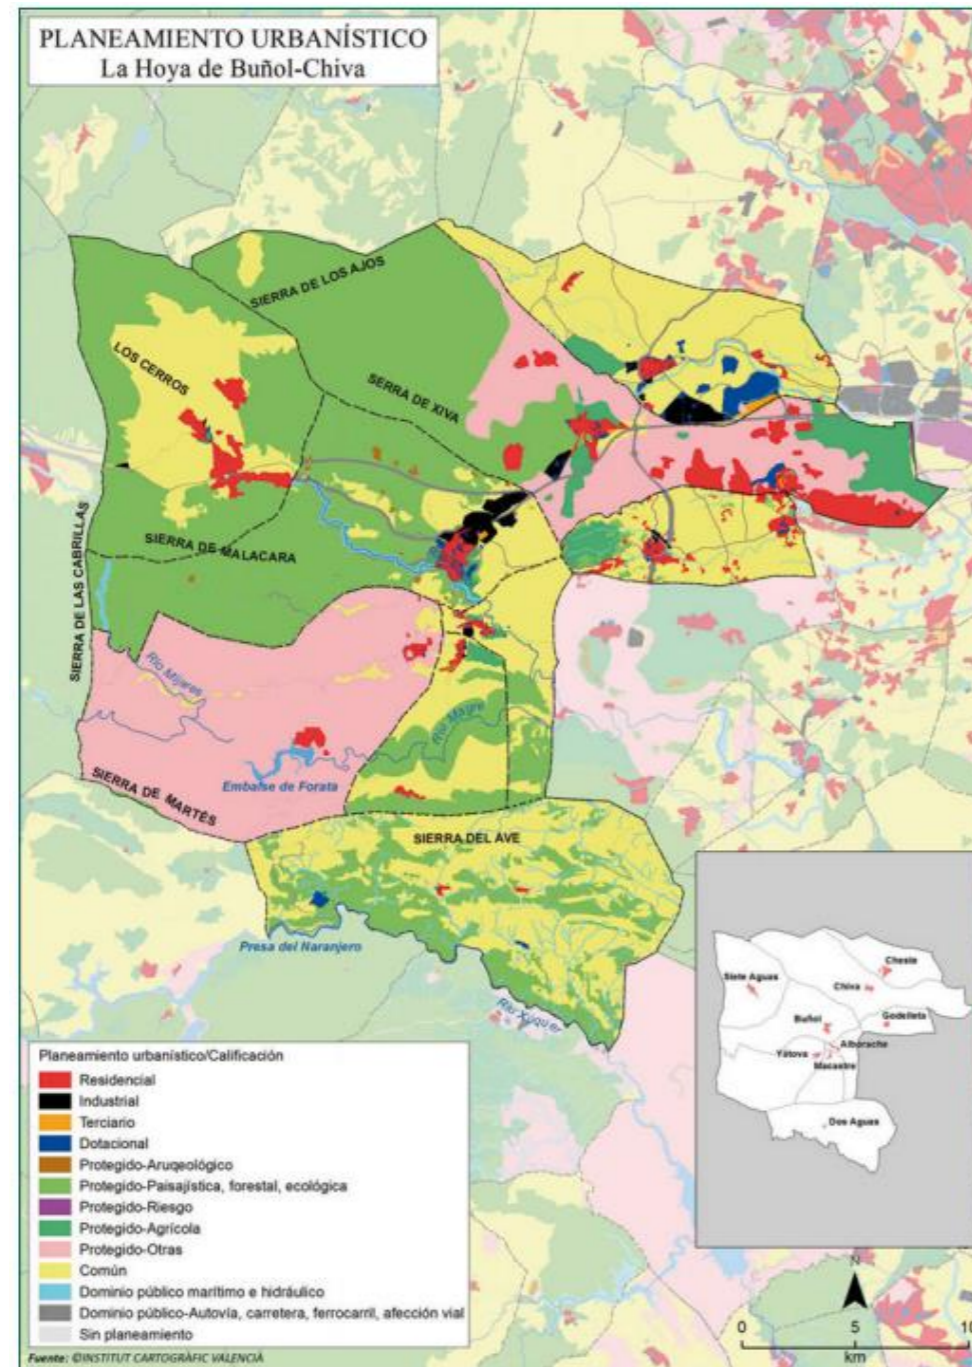 PLANEAMIENTO URBANÍSTICO
La Hoya de Buñol-Chiva
SIERRA DE LOS AJOS
LOS CERROS
SERRA DE XIVA
SIERRA DE MALACARA
SIERRA DE LAS CABRILLAS
Río Mijares
Río Magro
Embalse de Forata
SIERRA DE MARTÉS
SIERRA DEL AVE
Presa del Naranjero
Riu Xúquer
Siete Aguas
Cheste
Chiva
Buñol
Godelleta
Alborache
Yátova
Macastre
Dos Aguas
Planeamiento urbanístico/Calificación
Residencial
Industrial
Terciario
Dotacional
Protegido-Aruqeológico
Protegido-Paisajística, forestal, ecológica
Protegido-Riesgo
Protegido-Agrícola
Protegido-Otras
Común
Dominio público marítimo e hidráulico
Dominio público-Autovía, carretera, ferrocarril, afección vial
Sin planeamiento
N
0 5 10
km
Fuente: ©INSTITUT CARTOGRÀFIC VALENCIÀ